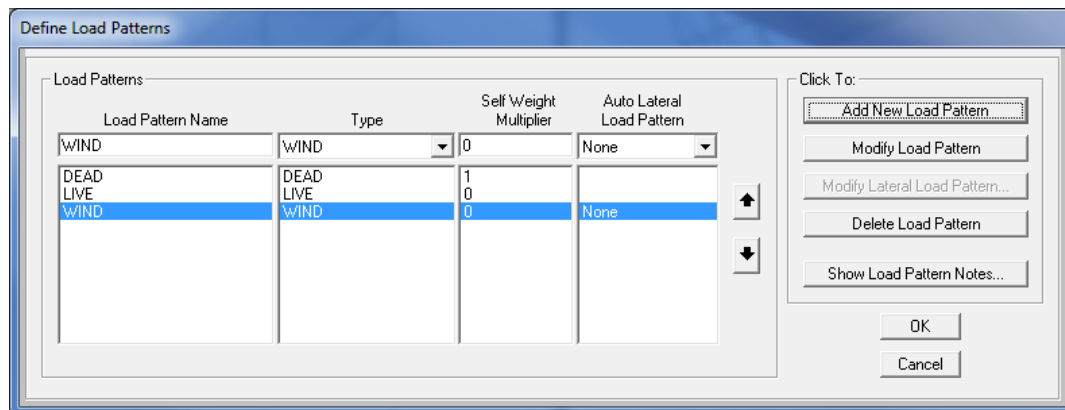 Define Load Patterns
Load Patterns
Load Pattern Name
Type
Self Weight
Multiplier
Auto Lateral
Load Pattern
WIND
WIND
0
None
DEAD
DEAD
1
LIVE
LIVE
0
WIND
WIND
0
None
Click To:
Add New Load Pattern
Modify Load Pattern
Modify Lateral Load Pattern...
Delete Load Pattern
Show Load Pattern Notes...
OK
Cancel